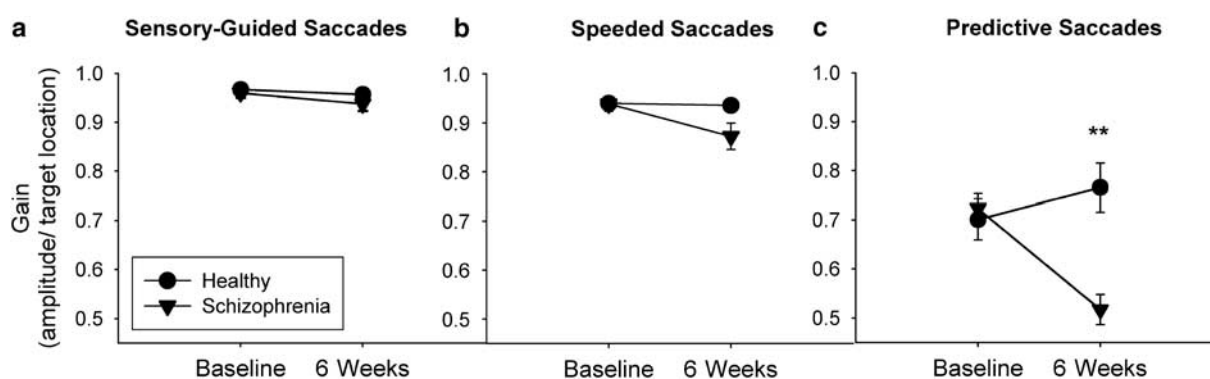 a Sensory-Guided Saccades b Speeded Saccades c Predictive Saccades
Gain
(amplitude/ target location)
1.0
0.9
0.8
0.7
0.6
0.5
Healthy
Schizophrenia
Baseline 6 Weeks
1.0
0.9
0.8
0.7
0.6
0.5
Baseline 6 Weeks
1.0
0.9
0.8
0.7
0.6
0.5
**
Baseline 6 Weeks